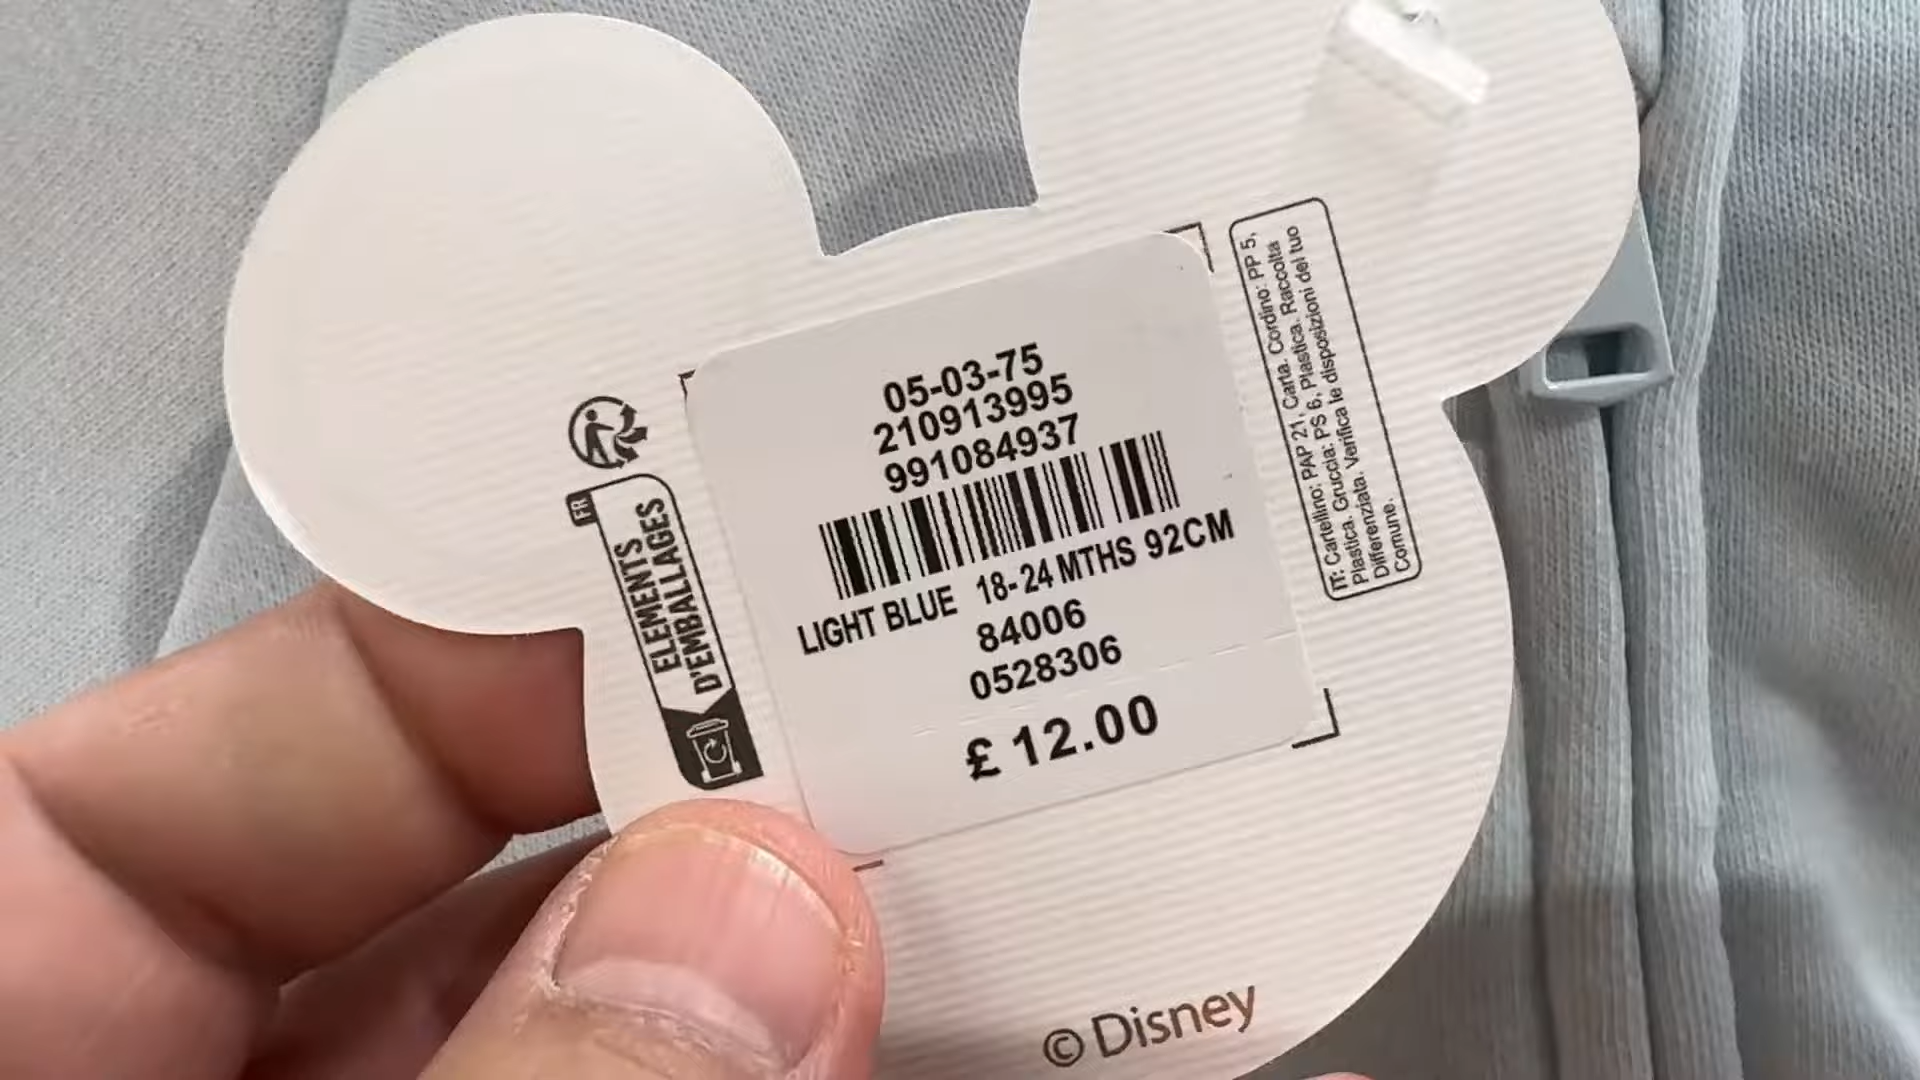 05-03-75
210913995
991084937
LIGHT BLUE 18-24 MTHS 92CM
84006
0528306
£ 12.00
FR
ELEMENTS
D'EMBALLAGES
IT: Cartellino: PAP 21, Carta. Cordino: PP 5,
Plastica. Gruccia: PS 6, Plastica. Raccolta
Differenziata. Verifica le disposizioni del tuo
Comune.
© Disney